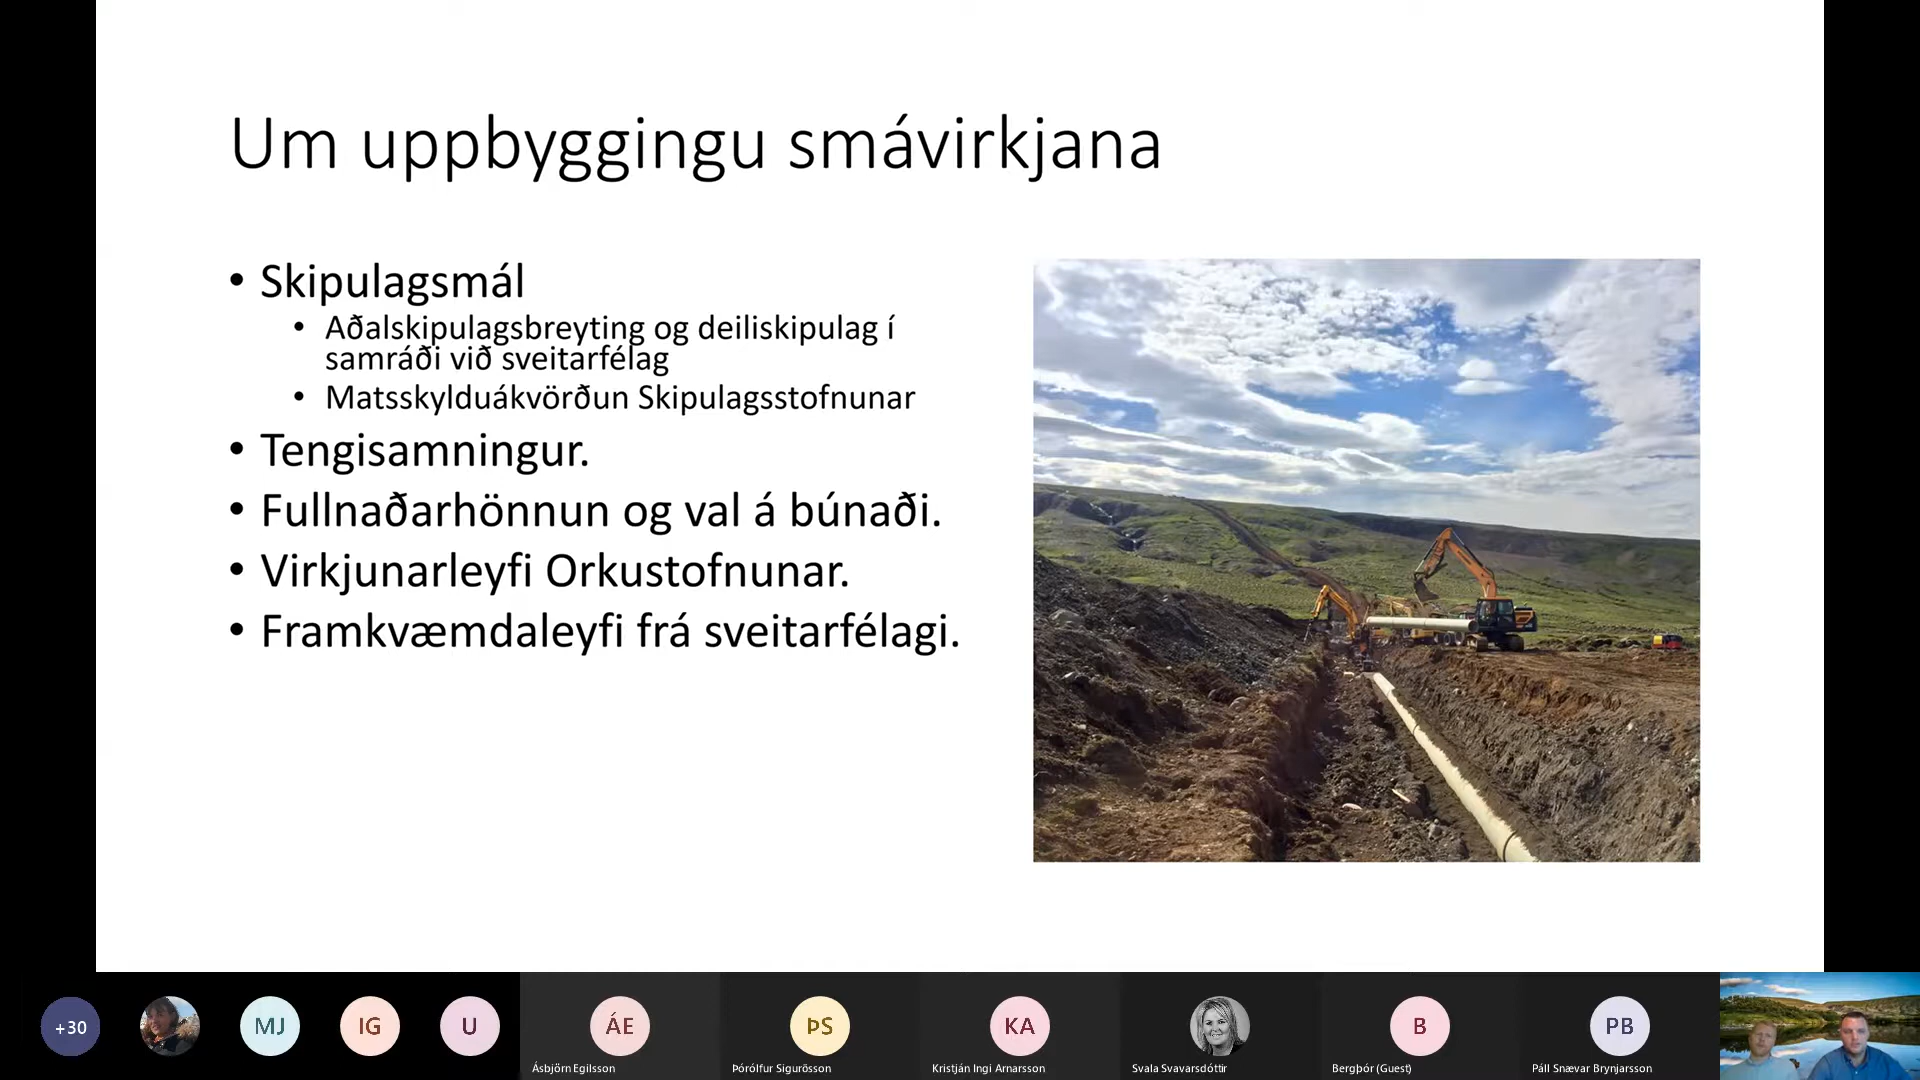 Um uppbyggingu smávirkjana
• Skipulagsmál
• Aðalskipulagsbreyting og deiliskipulag í
samráði við sveitarfélag
• Matsskylduákvörðun Skipulagsstofnunar
• Tengisamningur.
• Fullnaðarhönnun og val á búnaði.
• Virkjunarleyfi Orkustofnunar.
• Framkvæmdaleyfi frá sveitarfélagi.
+30
MJ
IG
U
ÁE
ÞS
KA
B
PB
Ásbjörn Egilsson
Þórólfur Sigurðsson
Kristján Ingi Arnarsson
Svala Svavarsdóttir
Bergþór (Guest)
Páll Snævar Brynjarsson